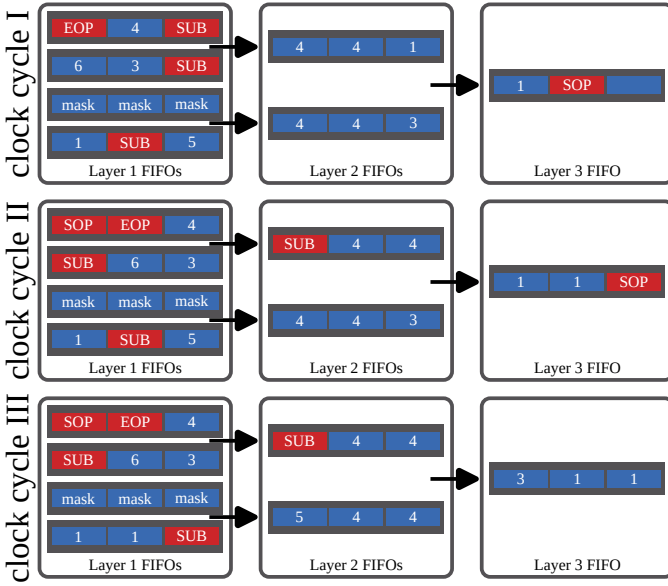 clock cycle I
EOP 4 SUB
6 3 SUB
mask mask mask
1 SUB 5
Layer 1 FIFOs
4 4 1
4 4 3
Layer 2 FIFOs
1 SOP
Layer 3 FIFO
clock cycle II
SOP EOP 4
SUB 6 3
mask mask mask
1 SUB 5
Layer 1 FIFOs
SUB 4 4
4 4 3
Layer 2 FIFOs
1 1 SOP
Layer 3 FIFO
clock cycle III
SOP EOP 4
SUB 6 3
mask mask mask
1 1 SUB
Layer 1 FIFOs
SUB 4 4
5 4 4
Layer 2 FIFOs
3 1 1
Layer 3 FIFO